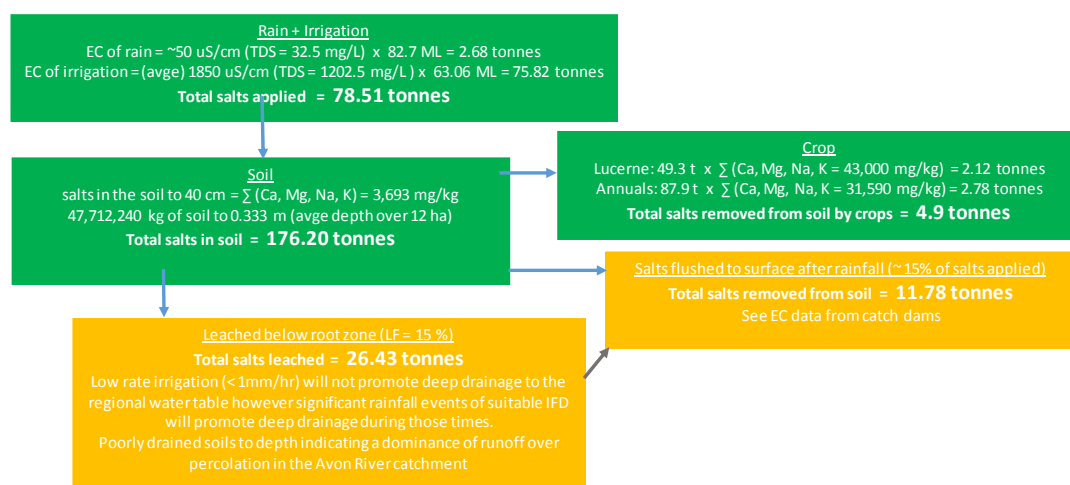 Rain + Irrigation
EC of rain = ~50 uS/cm (TDS = 32.5 mg/L) x 82.7 ML = 2.68 tonnes
EC of irrigation = (avge) 1850 uS/cm (TDS = 1202.5 mg/L ) x 63.06 ML = 75.82 tonnes
Total salts applied = 78.51 tonnes
Soil
salts in the soil to 40 cm = ∑ (Ca, Mg, Na, K) = 3,693 mg/kg
47,712,240 kg of soil to 0.333 m (avge depth over 12 ha)
Total salts in soil = 176.20 tonnes
Crop
Lucerne: 49.3 t x ∑ (Ca, Mg, Na, K = 43,000 mg/kg) = 2.12 tonnes
Annuals: 87.9 t x ∑ (Ca, Mg, Na, K = 31,590 mg/kg) = 2.78 tonnes
Total salts removed from soil by crops = 4.9 tonnes
Salts flushed to surface after rainfall (~15% of salts applied)
Total salts removed from soil = 11.78 tonnes
See EC data from catch dams
Leached below root zone (LF = 15 %)
Total salts leached = 26.43 tonnes
Low rate irrigation (<1mm/hr) will not promote deep drainage to the
regional water table however significant rainfall events of suitable IFD
will promote deep drainage during those times.
Poorly drained soils to depth indicating a dominance of runoff over
percolation in the Avon River catchment